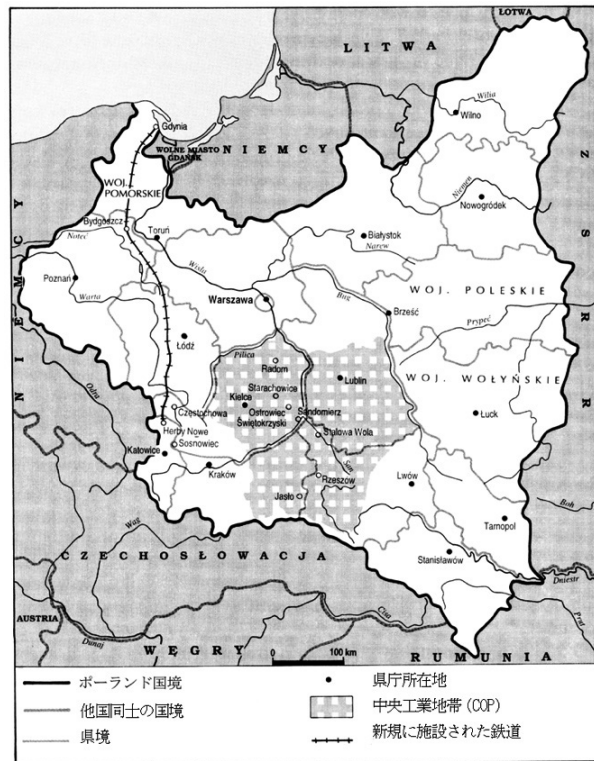 ŁOTWA
LITWA
Wilia
Wilno
Gdynia
WOLNE MIASTO
GDAŃSK
NIEMCY
Z S R R
WOJ.
POMORSKIE
Niemen
Nowogródek
Bydgoszcz
Toruń
Białystok
Narew
Noteć
NIEMCY
Poznań
Wisła
WOJ. POLESKIE
Warta
Warszawa
Bug
Brześć
Prypeć
Łódź
Pilica
WOJ. WOŁYŃSKIE
Radom
Odra
Starachowice
Lublin
Kielce
Częstochowa
Ostrowiec
Świętokrzyski
Sandomierz
Łuck
Herby Nowe
Stalowa Wola
Sosnowiec
Katowice
San
Kraków
Rzeszów
Lwów
Jasło
Boh
Tarnopol
Wag
CZECHOSŁOWACJA
Stanisławów
Dniestr
AUSTRIA
Cisa
Prut
Dunaj
WĘGRY
0 100 km
RUMUNIA
ポーランド国境
県庁所在地
他国同士の国境
中央工業地帯 (COP)
県境
新規に施設された鉄道